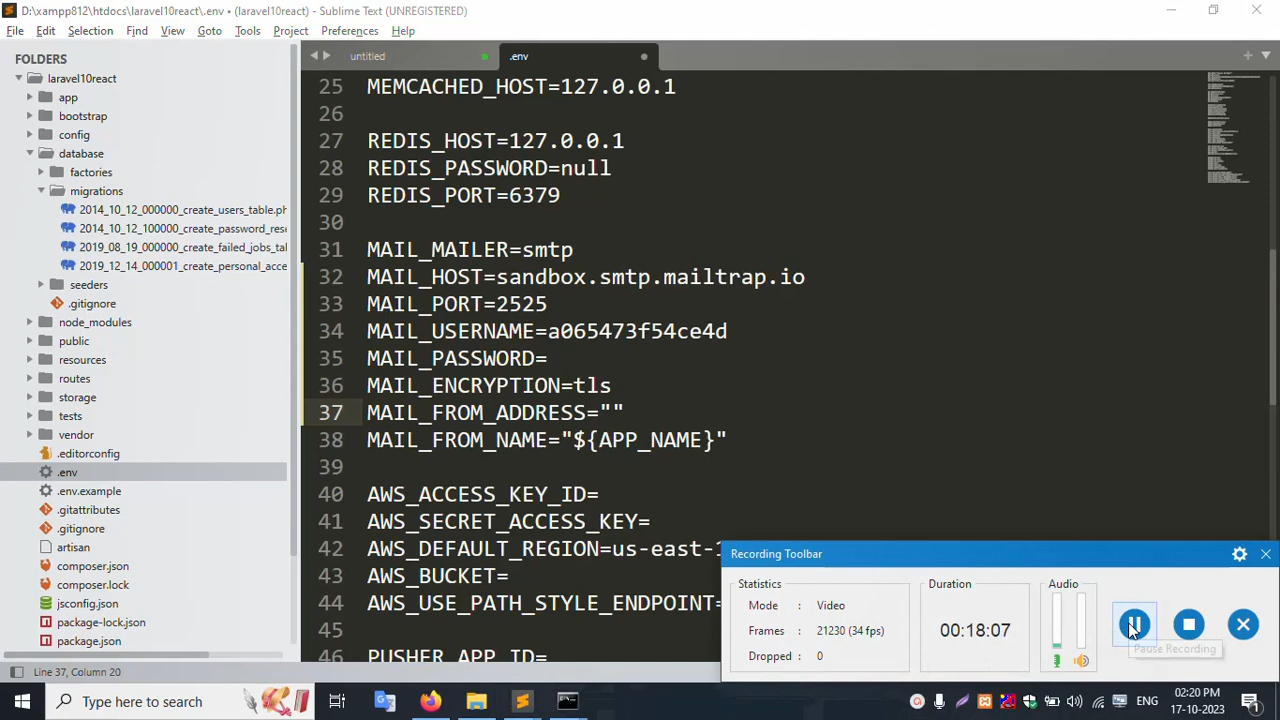 D:\xampp812\htdocs\laravel10react\.env • (laravel10react) - Sublime Text (UNREGISTERED)
File Edit Selection Find View Goto Tools Project Preferences Help
FOLDERS
laravel10react
app
bootstrap
config
database
factories
migrations
2014_10_12_000000_create_users_table.ph
2014_10_12_100000_create_password_rese
2019_08_19_000000_create_failed_jobs_tal
2019_12_14_000001_create_personal_acce
seeders
.gitignore
node_modules
public
resources
routes
storage
tests
vendor
.editorconfig
.env
.env.example
.gitattributes
.gitignore
artisan
composer.json
composer.lock
jsconfig.json
package-lock.json
package.json
untitled
.env
25 MEMCACHED_HOST=127.0.0.1
26
27 REDIS_HOST=127.0.0.1
28 REDIS_PASSWORD=null
29 REDIS_PORT=6379
30
31 MAIL_MAILER=smtp
32 MAIL_HOST=sandbox.smtp.mailtrap.io
33 MAIL_PORT=2525
34 MAIL_USERNAME=a065473f54ce4d
35 MAIL_PASSWORD=
36 MAIL_ENCRYPTION=tls
37 MAIL_FROM_ADDRESS=""
38 MAIL_FROM_NAME="${APP_NAME}"
39
40 AWS_ACCESS_KEY_ID=
41 AWS_SECRET_ACCESS_KEY=
42 AWS_DEFAULT_REGION=us-east-1
43 AWS_BUCKET=
44 AWS_USE_PATH_STYLE_ENDPOINT=
45
PUSHER_APP_ID=
Line 37, Column 20
Recording Toolbar
Statistics
Mode : Video
Frames : 21230 (34 fps)
Dropped : 0
Duration
00:18:07
Audio
Pause Recording
Type here to search
ENG
02:20 PM
17-10-2023
1